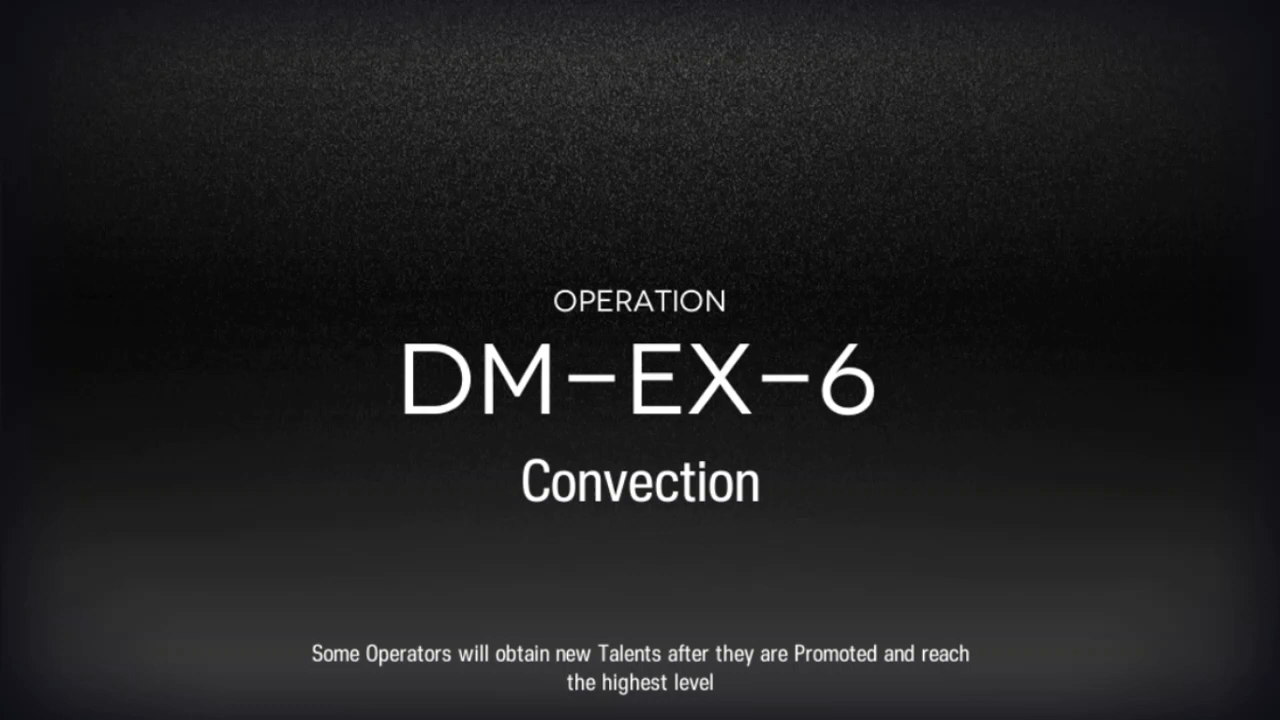 OPERATION
DM-EX-6
Convection
Some Operators will obtain new Talents after they are Promoted and reach
the highest level